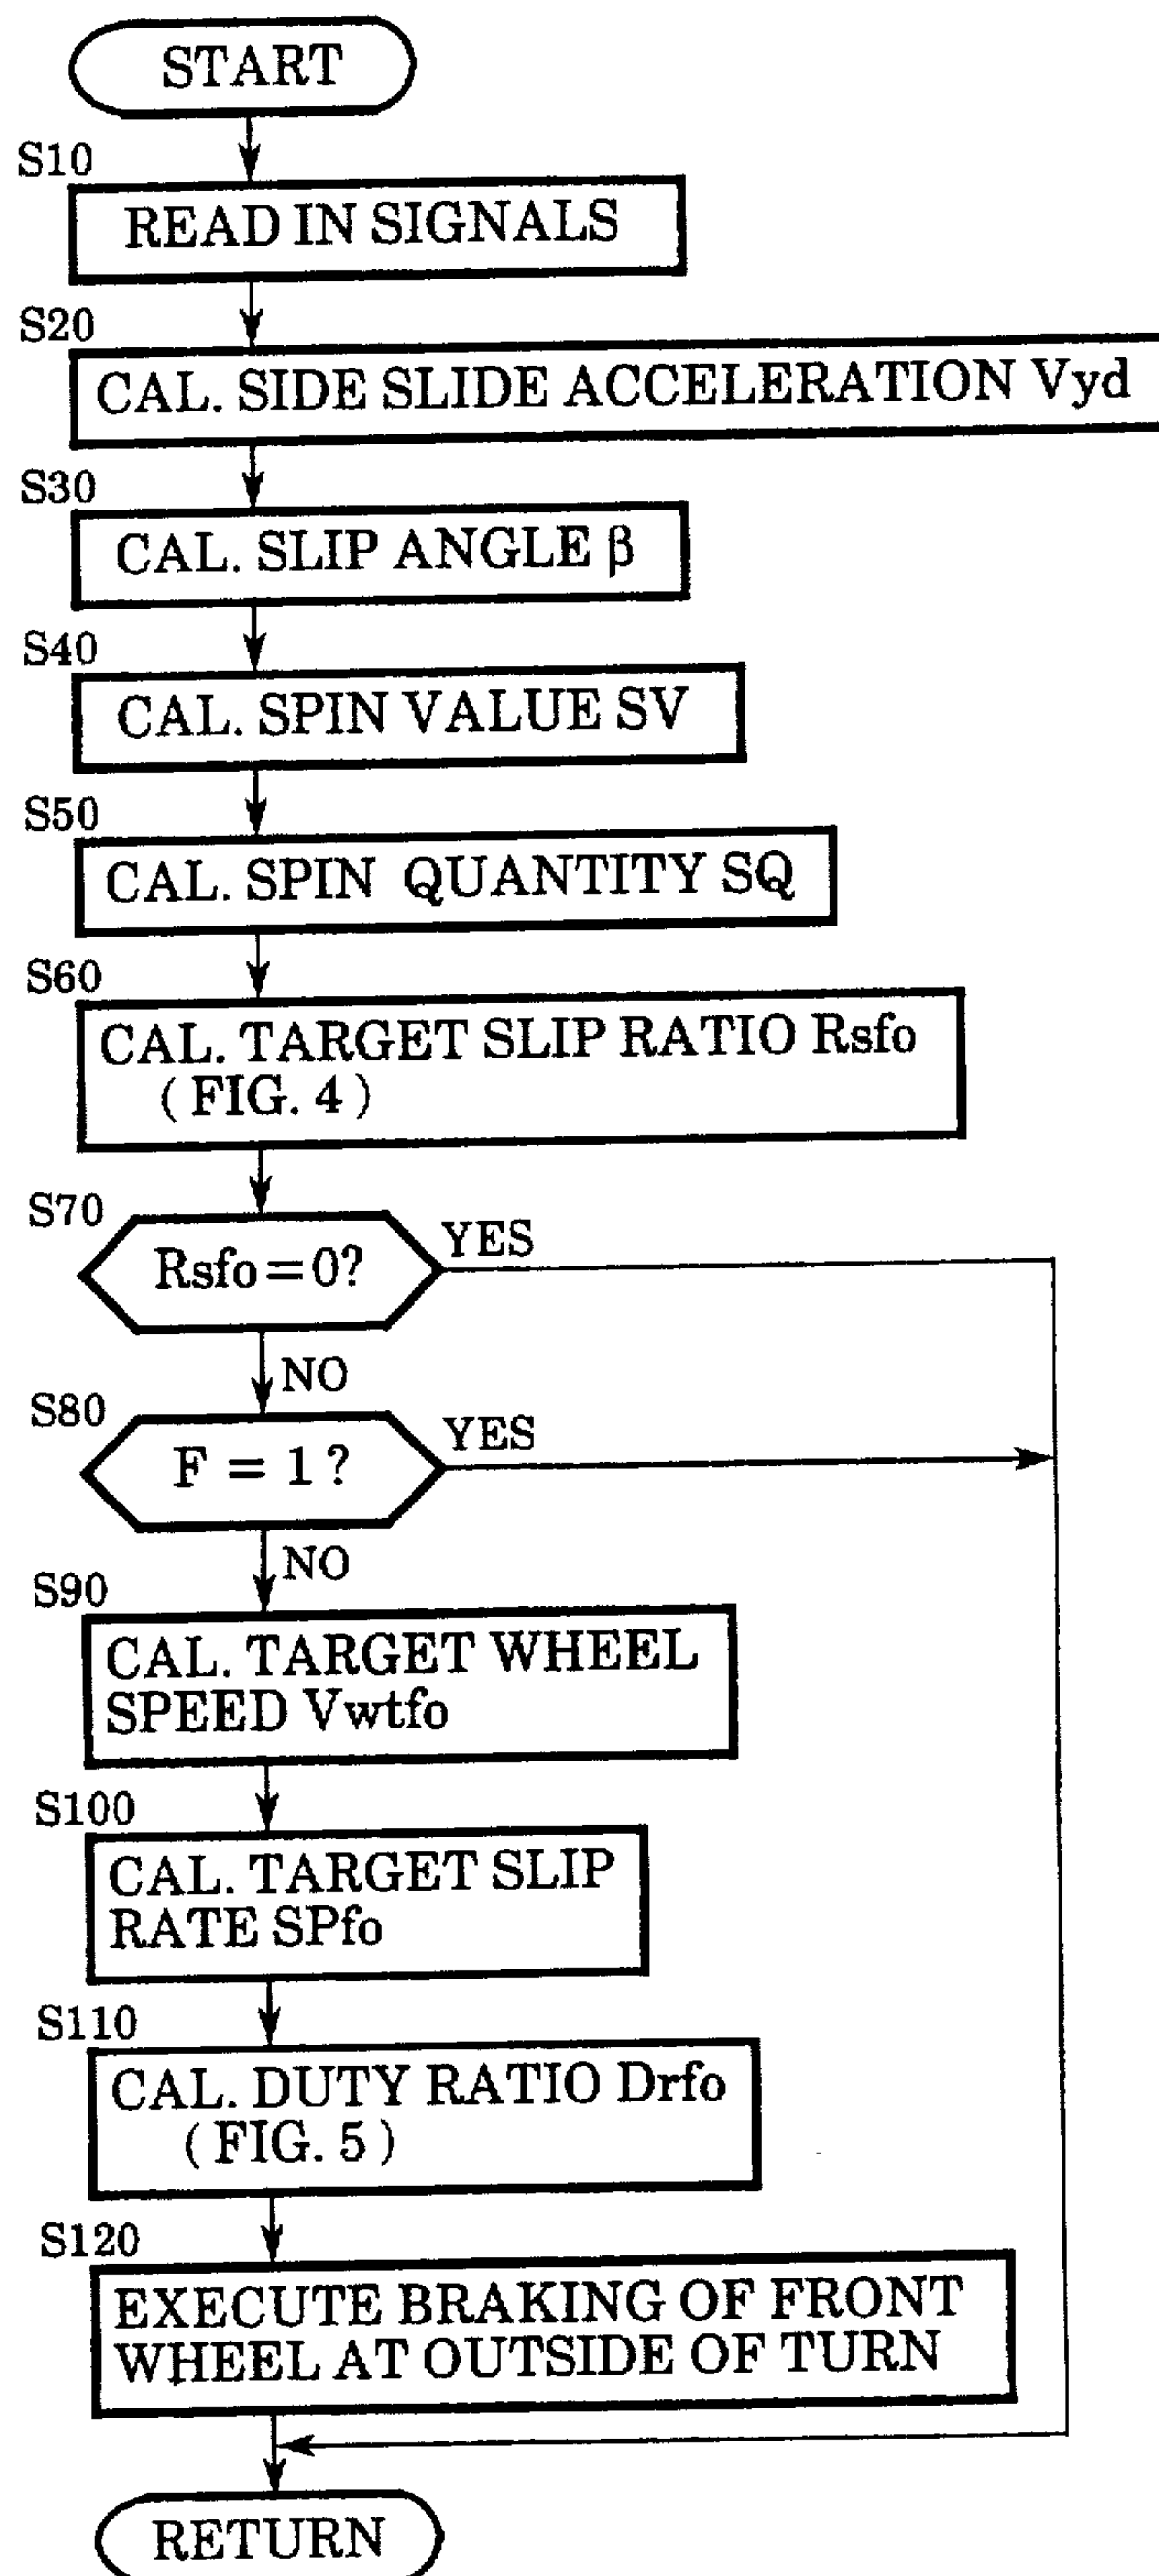 START
S10
READ IN SIGNALS
S20
CAL. SIDE SLIDE ACCELERATION Vyd
S30
CAL. SLIP ANGLE β
S40
CAL. SPIN VALUE SV
S50
CAL. SPIN QUANTITY SQ
S60
CAL. TARGET SLIP RATIO Rsfo
( FIG. 4 )
S70
Rsfo = 0?
YES
NO
S80
F = 1 ?
YES
NO
S90
CAL. TARGET WHEEL
SPEED Vwtfo
S100
CAL. TARGET SLIP
RATE SPfo
S110
CAL. DUTY RATIO Drfo
( FIG. 5 )
S120
EXECUTE BRAKING OF FRONT
WHEEL AT OUTSIDE OF TURN
RETURN